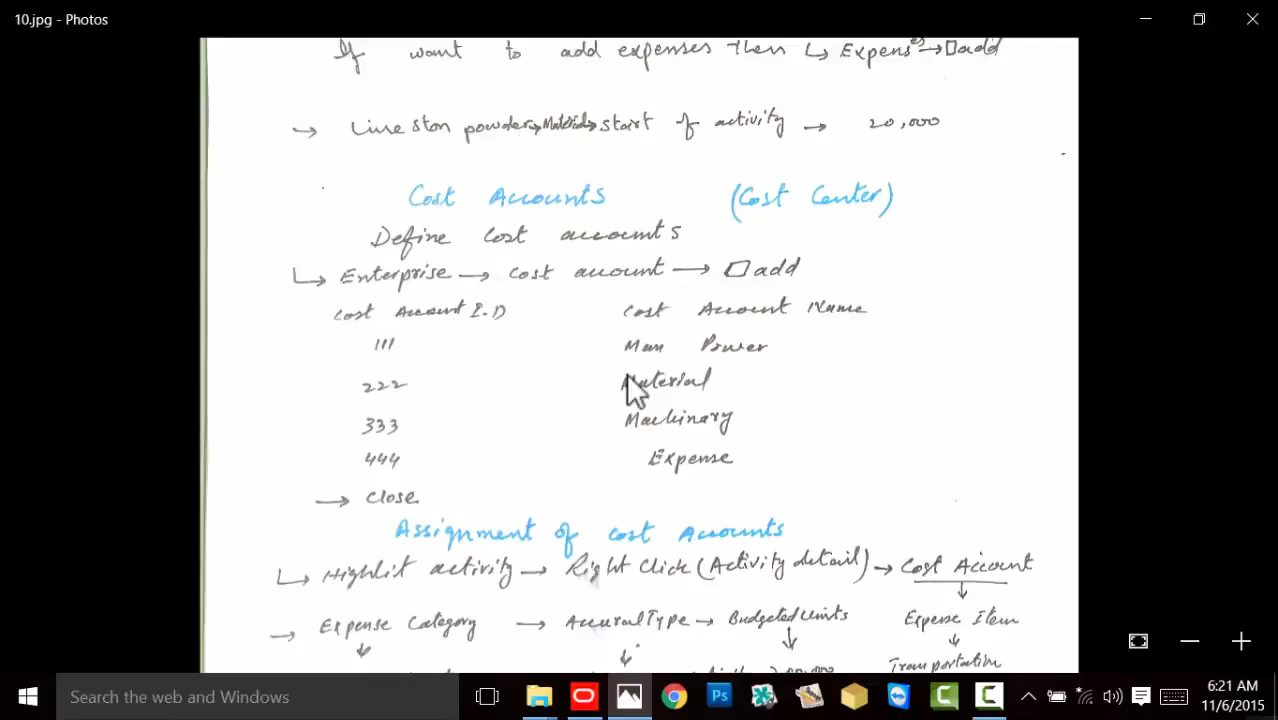 10.jpg - Photos
If want to add expenses then ↳ Expenses → □ add
→ Lime ston powder → Material → start of activity → 20,000
Cost Accounts (Cost Center)
Define Cost accounts
↳ Enterprise → Cost account → □ add
Cost Account I.D Cost Account Name
111 Man Power
222 Material
333 Machinary
444 Expense
→ Close
Assignment of cost Accounts
↳ Highlit activity → Right Click (Activity detail) → Cost Account
→ Expense Category → Accural Type → Budgeted Units Expense Item
Transportation
Search the web and Windows
6:21 AM
11/6/2015